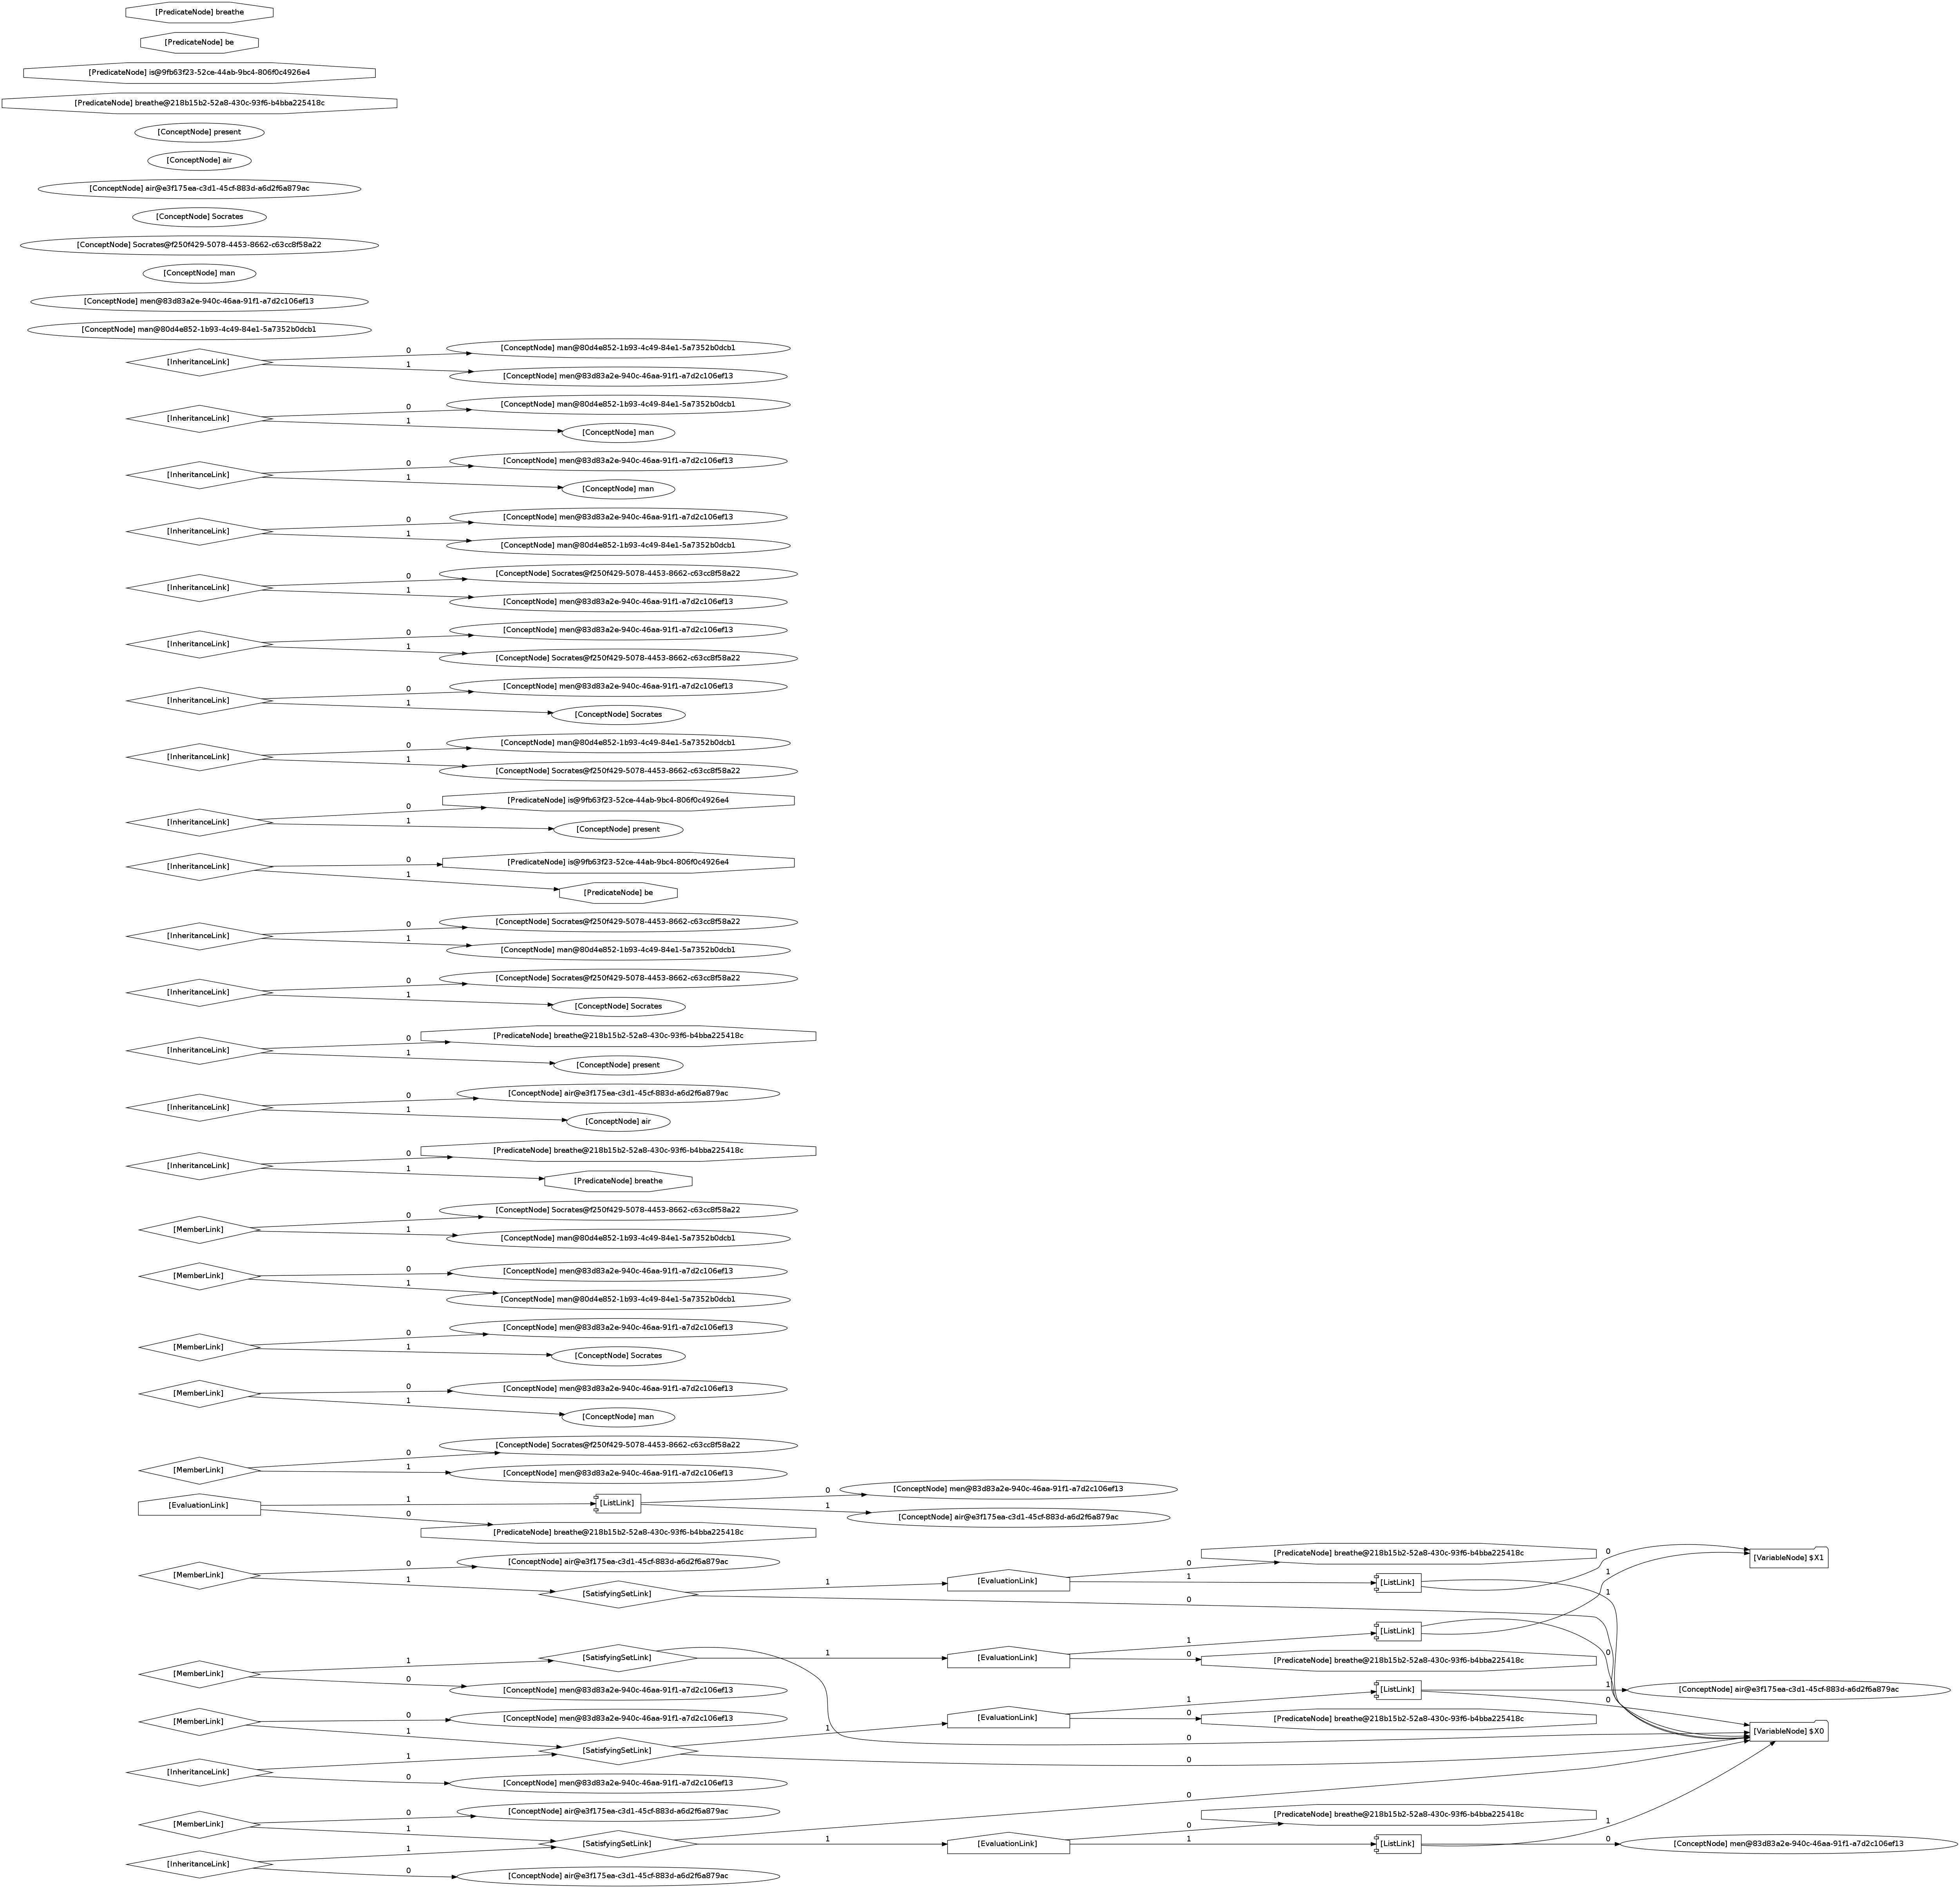 [PredicateNode] breathe
[PredicateNode] be
[PredicateNode] is@9fb63f23-52ce-44ab-9bc4-806f0c4926e4
[PredicateNode] breathe@218b15b2-52a8-430c-93f6-b4bba225418c
[ConceptNode] present
[ConceptNode] air
[ConceptNode] air@e3f175ea-c3d1-45cf-883d-a6d2f6a879ac
[ConceptNode] Socrates
[ConceptNode] Socrates@f250f429-5078-4453-8662-c63cc8f58a22
[ConceptNode] man
[ConceptNode] men@83d83a2e-940c-46aa-91f1-a7d2c106ef13
[ConceptNode] man@80d4e852-1b93-4c49-84e1-5a7352b0dcb1
[InheritanceLink]
0
[ConceptNode] man@80d4e852-1b93-4c49-84e1-5a7352b0dcb1
1
[ConceptNode] men@83d83a2e-940c-46aa-91f1-a7d2c106ef13
[InheritanceLink]
0
[ConceptNode] man@80d4e852-1b93-4c49-84e1-5a7352b0dcb1
1
[ConceptNode] man
[InheritanceLink]
0
[ConceptNode] men@83d83a2e-940c-46aa-91f1-a7d2c106ef13
1
[ConceptNode] man
[InheritanceLink]
0
[ConceptNode] men@83d83a2e-940c-46aa-91f1-a7d2c106ef13
1
[ConceptNode] man@80d4e852-1b93-4c49-84e1-5a7352b0dcb1
[InheritanceLink]
0
[ConceptNode] Socrates@f250f429-5078-4453-8662-c63cc8f58a22
1
[ConceptNode] men@83d83a2e-940c-46aa-91f1-a7d2c106ef13
[InheritanceLink]
0
[ConceptNode] men@83d83a2e-940c-46aa-91f1-a7d2c106ef13
1
[ConceptNode] Socrates@f250f429-5078-4453-8662-c63cc8f58a22
[InheritanceLink]
0
[ConceptNode] men@83d83a2e-940c-46aa-91f1-a7d2c106ef13
1
[ConceptNode] Socrates
[InheritanceLink]
0
[ConceptNode] man@80d4e852-1b93-4c49-84e1-5a7352b0dcb1
1
[ConceptNode] Socrates@f250f429-5078-4453-8662-c63cc8f58a22
[InheritanceLink]
0
[PredicateNode] is@9fb63f23-52ce-44ab-9bc4-806f0c4926e4
1
[ConceptNode] present
[InheritanceLink]
0
[PredicateNode] is@9fb63f23-52ce-44ab-9bc4-806f0c4926e4
1
[PredicateNode] be
[InheritanceLink]
0
[ConceptNode] Socrates@f250f429-5078-4453-8662-c63cc8f58a22
1
[ConceptNode] man@80d4e852-1b93-4c49-84e1-5a7352b0dcb1
[InheritanceLink]
0
[ConceptNode] Socrates@f250f429-5078-4453-8662-c63cc8f58a22
1
[ConceptNode] Socrates
[InheritanceLink]
0
[PredicateNode] breathe@218b15b2-52a8-430c-93f6-b4bba225418c
1
[ConceptNode] present
[InheritanceLink]
0
[ConceptNode] air@e3f175ea-c3d1-45cf-883d-a6d2f6a879ac
1
[ConceptNode] air
[InheritanceLink]
0
[PredicateNode] breathe@218b15b2-52a8-430c-93f6-b4bba225418c
1
[PredicateNode] breathe
[MemberLink]
0
[ConceptNode] Socrates@f250f429-5078-4453-8662-c63cc8f58a22
1
[ConceptNode] man@80d4e852-1b93-4c49-84e1-5a7352b0dcb1
[MemberLink]
0
[ConceptNode] men@83d83a2e-940c-46aa-91f1-a7d2c106ef13
1
[ConceptNode] man@80d4e852-1b93-4c49-84e1-5a7352b0dcb1
[MemberLink]
0
[ConceptNode] men@83d83a2e-940c-46aa-91f1-a7d2c106ef13
1
[ConceptNode] Socrates
[MemberLink]
0
[ConceptNode] men@83d83a2e-940c-46aa-91f1-a7d2c106ef13
1
[ConceptNode] man
[MemberLink]
0
[ConceptNode] Socrates@f250f429-5078-4453-8662-c63cc8f58a22
1
[ConceptNode] men@83d83a2e-940c-46aa-91f1-a7d2c106ef13
[EvaluationLink]
1
[ListLink]
0
[ConceptNode] men@83d83a2e-940c-46aa-91f1-a7d2c106ef13
1
[ConceptNode] air@e3f175ea-c3d1-45cf-883d-a6d2f6a879ac
0
[PredicateNode] breathe@218b15b2-52a8-430c-93f6-b4bba225418c
[MemberLink]
0
[ConceptNode] air@e3f175ea-c3d1-45cf-883d-a6d2f6a879ac
1
[SatisfyingSetLink]
1
[EvaluationLink]
0
[PredicateNode] breathe@218b15b2-52a8-430c-93f6-b4bba225418c
1
[ListLink]
0
[VariableNode] $X1
1
0
1
[MemberLink]
1
[SatisfyingSetLink]
1
[EvaluationLink]
1
[ListLink]
0
0
[PredicateNode] breathe@218b15b2-52a8-430c-93f6-b4bba225418c
0
[ConceptNode] men@83d83a2e-940c-46aa-91f1-a7d2c106ef13
0
[MemberLink]
0
[ConceptNode] men@83d83a2e-940c-46aa-91f1-a7d2c106ef13
1
[SatisfyingSetLink]
1
[EvaluationLink]
1
[ListLink]
1
[ConceptNode] air@e3f175ea-c3d1-45cf-883d-a6d2f6a879ac
0
[VariableNode] $X0
0
[PredicateNode] breathe@218b15b2-52a8-430c-93f6-b4bba225418c
0
[InheritanceLink]
1
0
[ConceptNode] men@83d83a2e-940c-46aa-91f1-a7d2c106ef13
[MemberLink]
0
[ConceptNode] air@e3f175ea-c3d1-45cf-883d-a6d2f6a879ac
1
[SatisfyingSetLink]
0
1
[EvaluationLink]
0
[PredicateNode] breathe@218b15b2-52a8-430c-93f6-b4bba225418c
1
[ListLink]
1
0
[ConceptNode] men@83d83a2e-940c-46aa-91f1-a7d2c106ef13
[InheritanceLink]
1
0
[ConceptNode] air@e3f175ea-c3d1-45cf-883d-a6d2f6a879ac